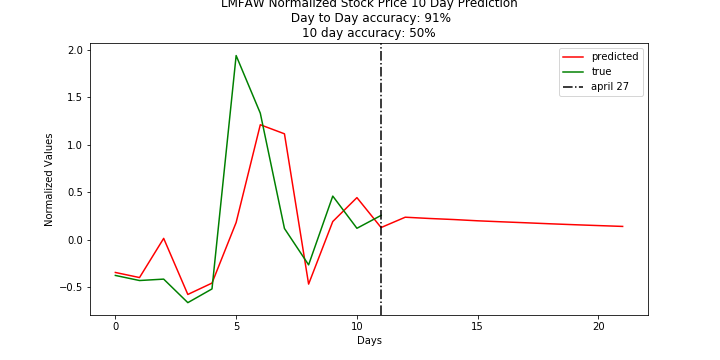 LMFAW Normalized Stock Price 10 Day Prediction
Day to Day accuracy: 91%
10 day accuracy: 50%
predicted
true
april 27
Normalized Values
2.0
1.5
1.0
0.5
0.0
−0.5
0
5
10
15
20
Days